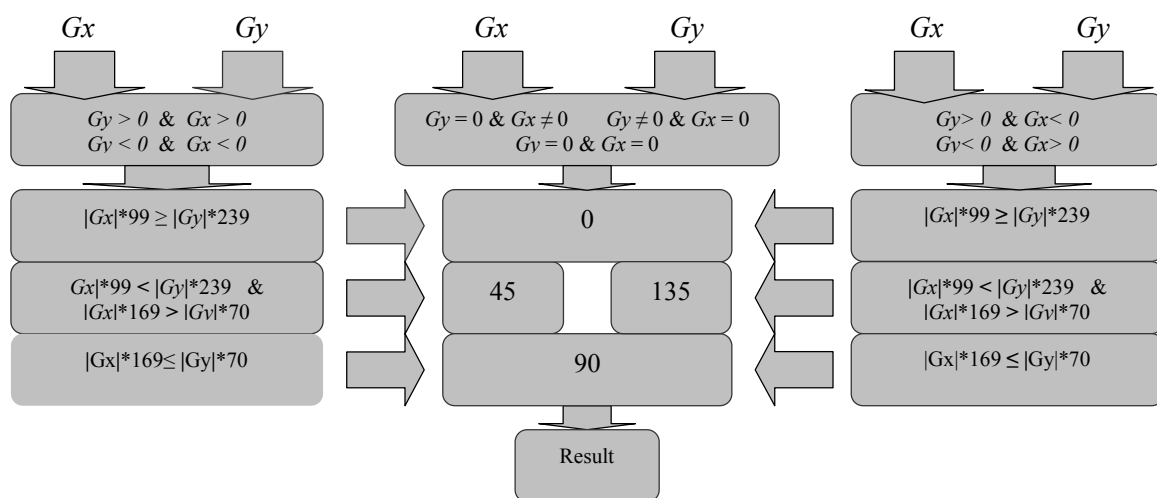 Gx Gy Gx Gy Gx Gy
Gy > 0 & Gx > 0
Gy < 0 & Gx < 0
Gy = 0 & Gx ≠ 0 Gy ≠ 0 & Gx = 0
Gy = 0 & Gx = 0
Gy> 0 & Gx< 0
Gy< 0 & Gx> 0
|Gx|*99 ≥ |Gy|*239
0
|Gx|*99 ≥ |Gy|*239
Gx|*99 < |Gy|*239 &
|Gx|*169 > |Gy|*70
45 135
|Gx|*99 < |Gy|*239 &
|Gx|*169 > |Gy|*70
|Gx|*169≤ |Gy|*70
90
|Gx|*169 ≤ |Gy|*70
Result